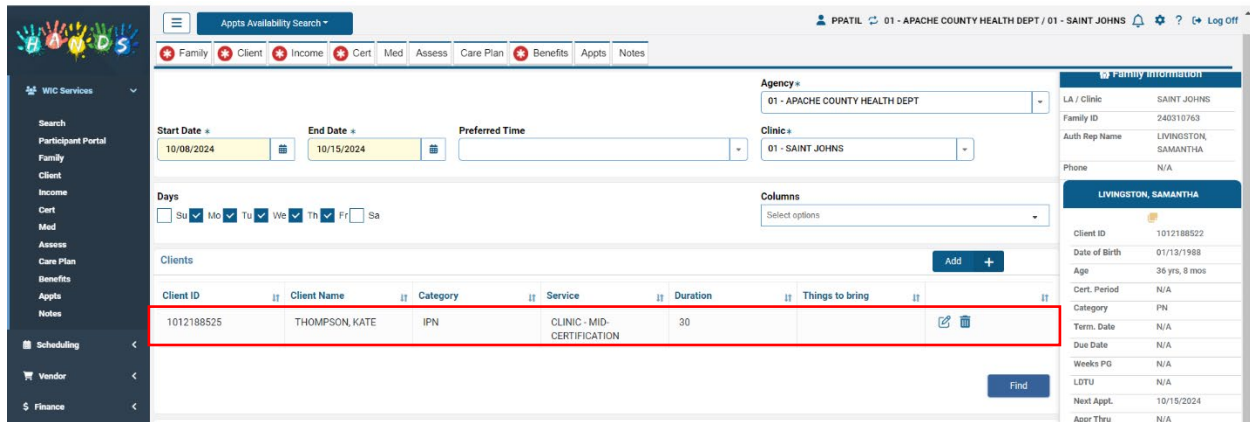 HANDS
Appts Availability Search
PPATIL 01 - APACHE COUNTY HEALTH DEPT / 01 - SAINT JOHNS ? Log Off
Family Client Income Cert Med Assess Care Plan Benefits Appts Notes
WIC Services
Search
Participant Portal
Family
Client
Income
Cert
Med
Assess
Care Plan
Benefits
Appts
Notes
Scheduling
Vendor
$ Finance
Agency *
01 - APACHE COUNTY HEALTH DEPT
Start Date * End Date * Preferred Time Clinic *
10/08/2024 10/15/2024 01 - SAINT JOHNS
Days Columns
Su Mo Tu We Th Fr Sa Select options
Clients Add +
Client ID Client Name Category Service Duration Things to bring
1012188525 THOMPSON, KATE IPN CLINIC - MID- 30
CERTIFICATION
Find
Family Information
LA / Clinic SAINT JOHNS
Family ID 240310763
Auth Rep Name LIVINGSTON,
SAMANTHA
Phone N/A
LIVINGSTON, SAMANTHA
Client ID 1012188522
Date of Birth 01/13/1988
Age 36 yrs, 8 mos
Cert. Period N/A
Category PN
Term. Date N/A
Due Date N/A
Weeks PG N/A
LDTU N/A
Next Appt. 10/15/2024
Appr Thru N/A